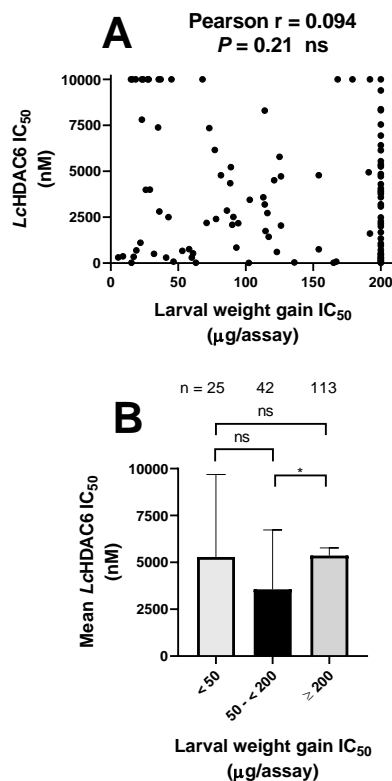 A
Pearson r = 0.094
P = 0.21 ns
LcHDAC6 IC50
(nM)
10000
7500
5000
2500
0
0 50 100 150 200
Larval weight gain IC50
(μg/assay)
n = 25 42 113
B
ns
ns
*
Mean LcHDAC6 IC50
(nM)
10000
7500
5000
2500
0
< 50
50 - < 200
≥ 200
Larval weight gain IC50
(μg/assay)